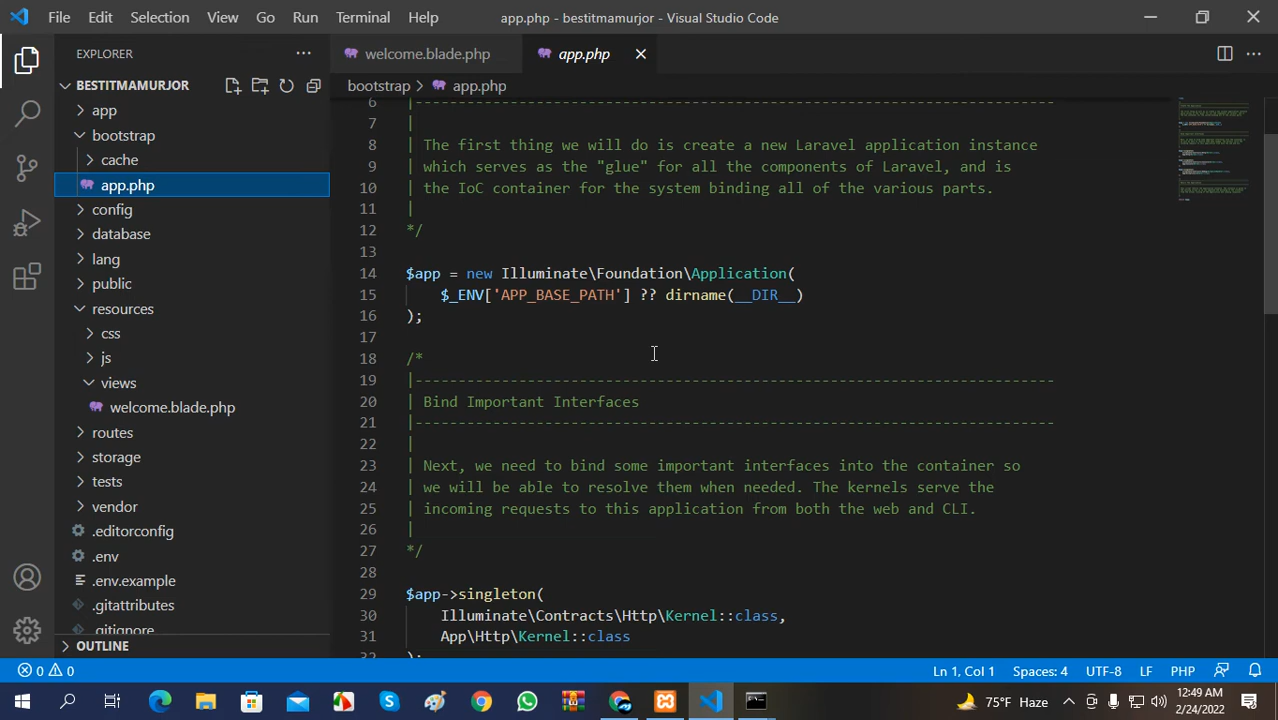 File Edit Selection View Go Run Terminal Help app.php - bestitmamurjor - Visual Studio Code
EXPLORER
BESTITMAMURJOR
app
bootstrap
cache
app.php
config
database
lang
public
resources
css
js
views
welcome.blade.php
routes
storage
tests
vendor
.editorconfig
.env
.env.example
.gitattributes
.gitignore
OUTLINE
welcome.blade.php app.php
bootstrap > app.php
6 |--------------------------------------------------------------------------
7 |
8 | The first thing we will do is create a new Laravel application instance
9 | which serves as the "glue" for all the components of Laravel, and is
10 | the IoC container for the system binding all of the various parts.
11 |
12 */
13
14 $app = new Illuminate\Foundation\Application(
15 $_ENV['APP_BASE_PATH'] ?? dirname(__DIR__)
16 );
17
18 /*
19 |--------------------------------------------------------------------------
20 | Bind Important Interfaces
21 |--------------------------------------------------------------------------
22 |
23 | Next, we need to bind some important interfaces into the container so
24 | we will be able to resolve them when needed. The kernels serve the
25 | incoming requests to this application from both the web and CLI.
26 |
27 */
28
29 $app->singleton(
30 Illuminate\Contracts\Http\Kernel::class,
31 App\Http\Kernel::class
32 );
0 0 Ln 1, Col 1 Spaces: 4 UTF-8 LF PHP
75°F Haze 12:49 AM
2/24/2022